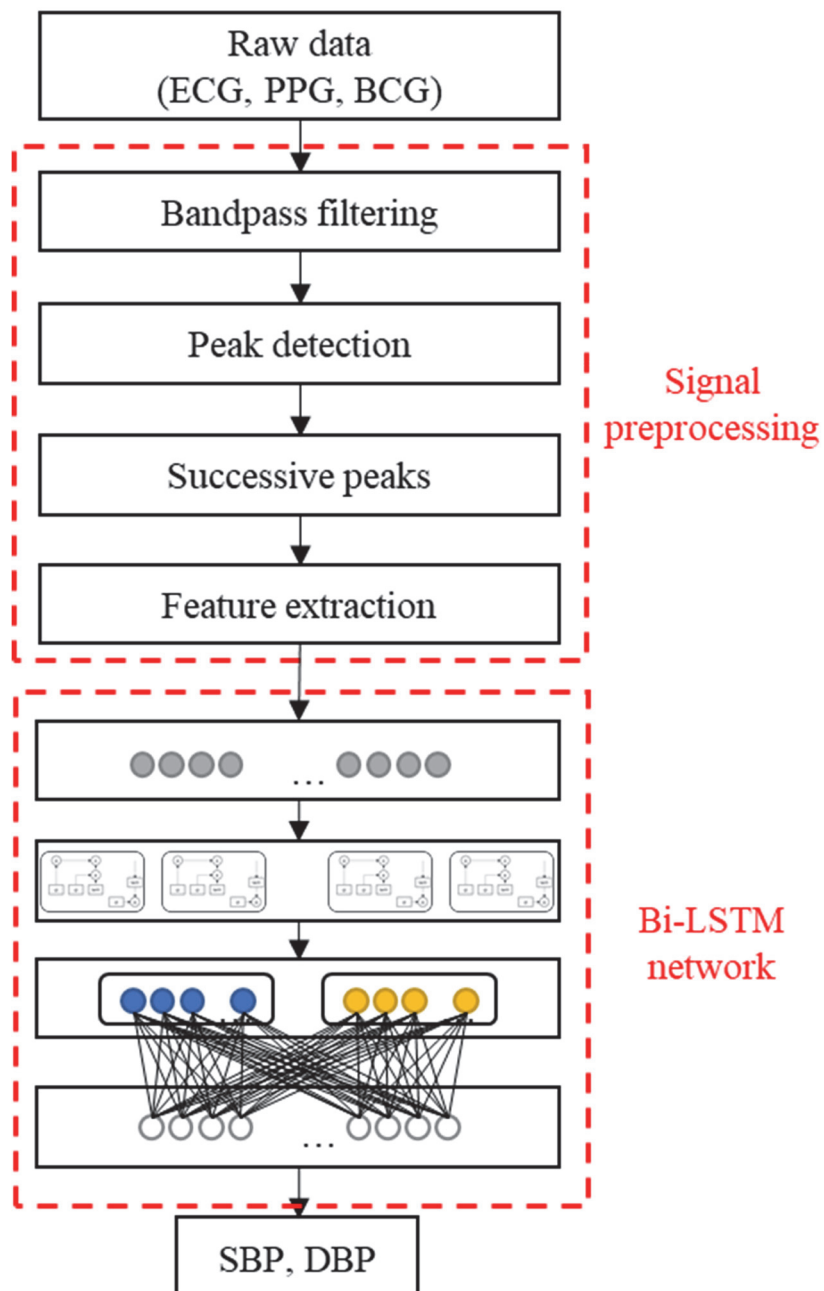 Raw data
(ECG, PPG, BCG)
Bandpass filtering
Peak detection
Successive peaks
Feature extraction
Signal
preprocessing
...
Bi-LSTM
network
...
SBP, DBP